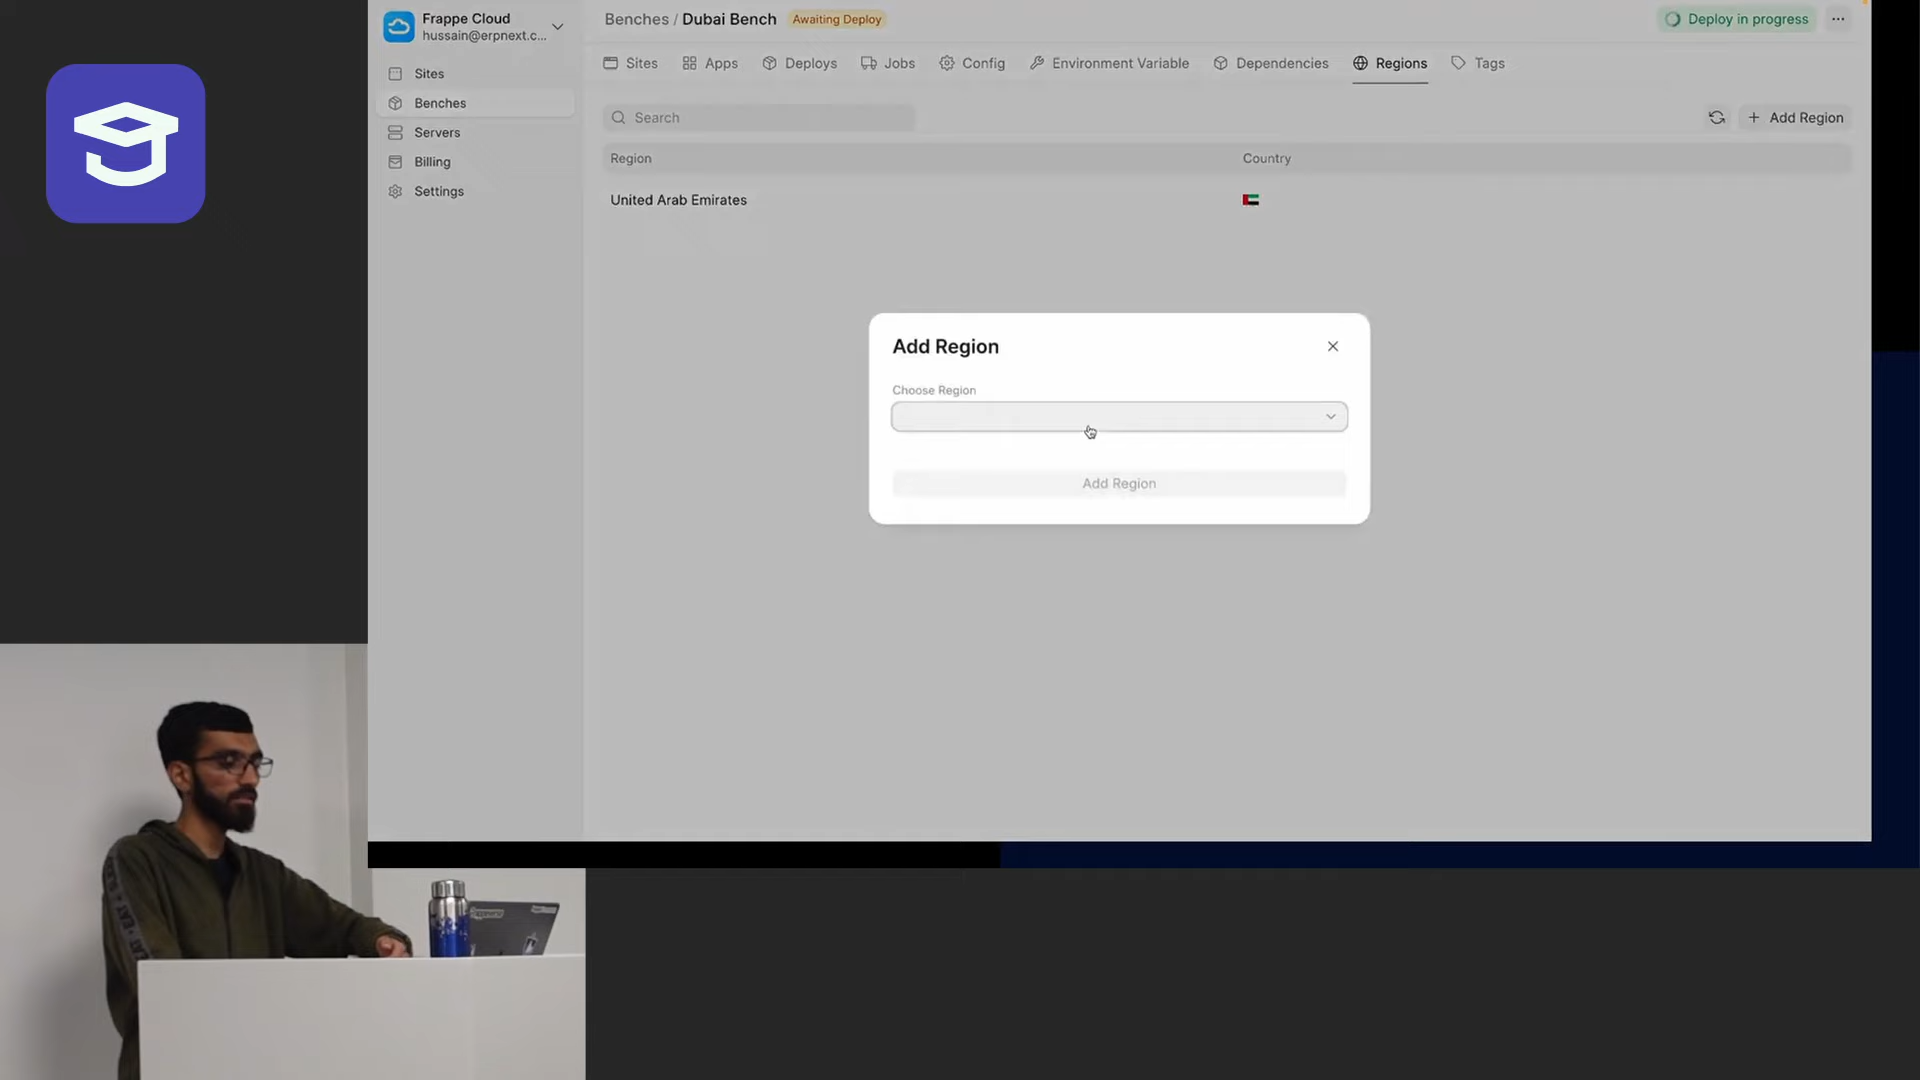 Frappe Cloud
hussain@erpnext.c...
Benches / Dubai Bench
Awaiting Deploy
Deploy in progress
Sites
Benches
Servers
Billing
Settings
Sites
Apps
Deploys
Jobs
Config
Environment Variable
Dependencies
Regions
Tags
Search
Add Region
Region
Country
United Arab Emirates
Add Region
Choose Region
Add Region